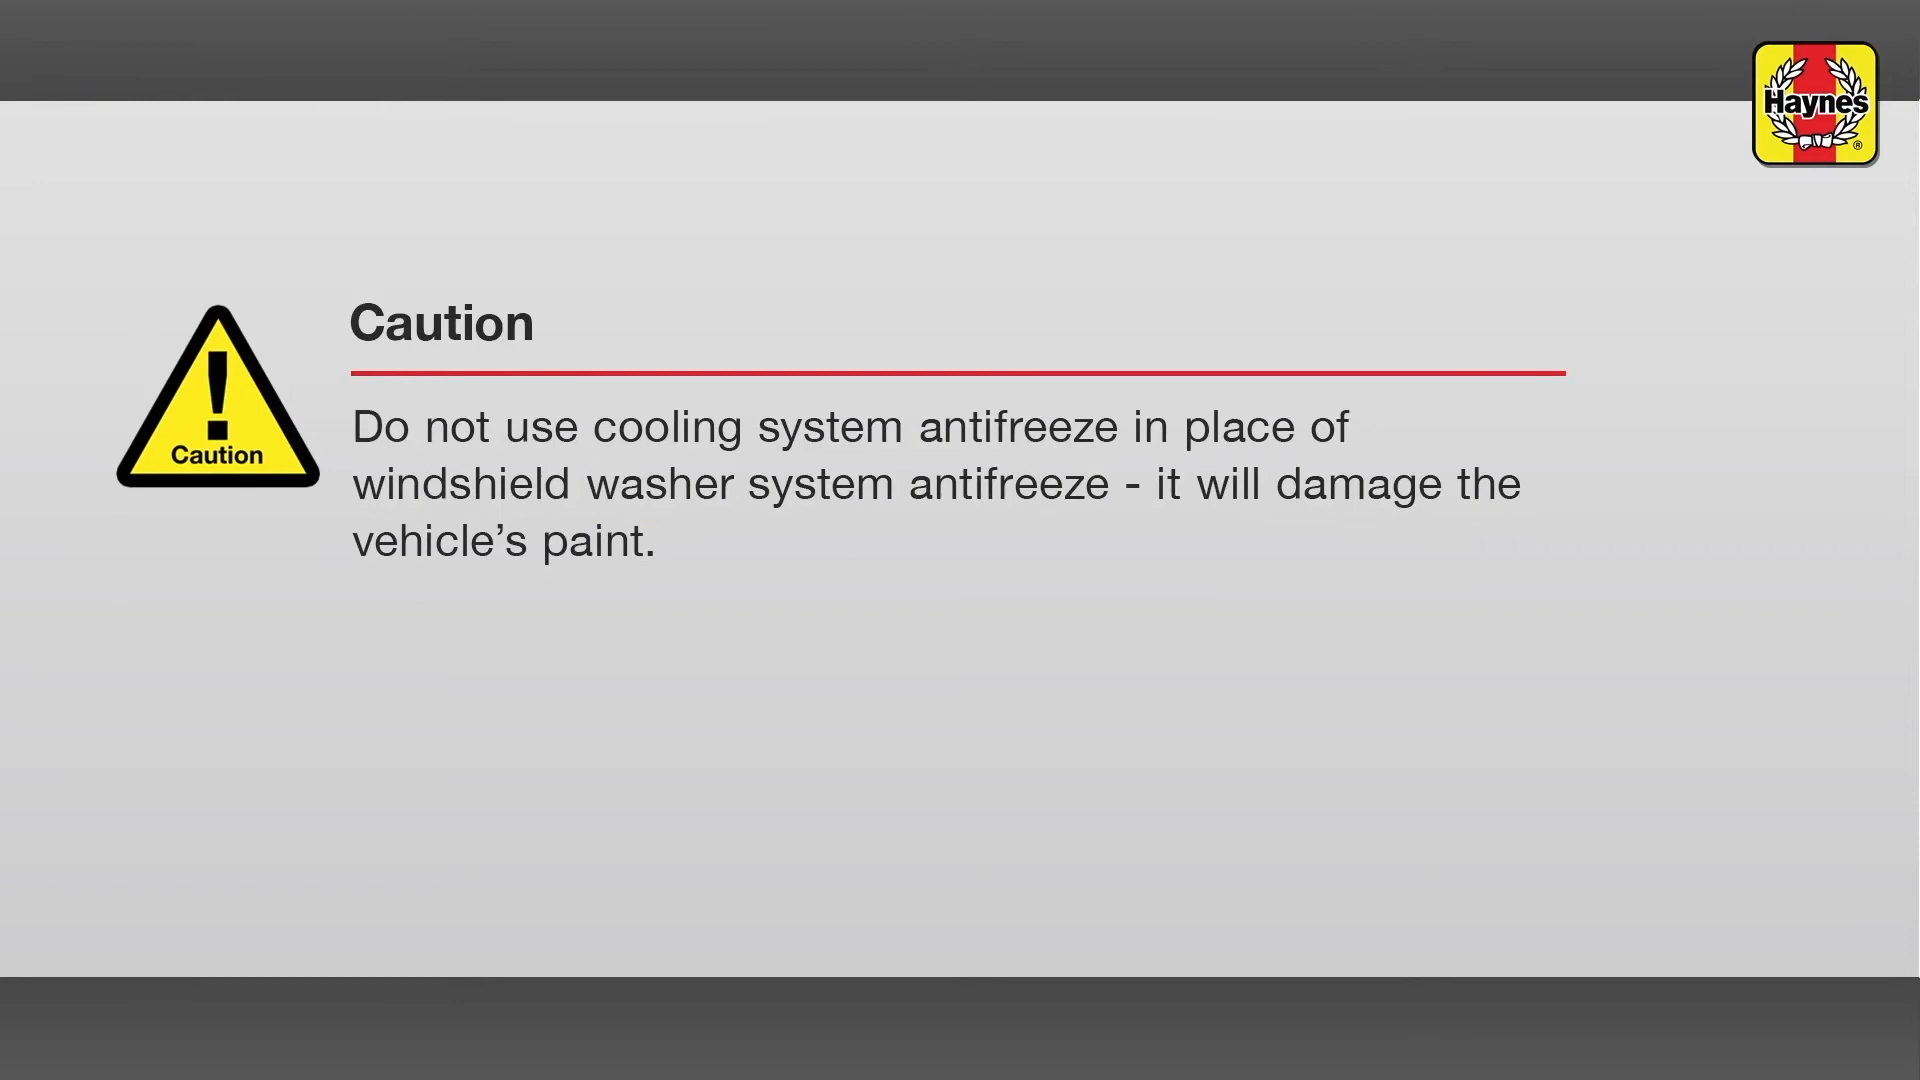 Haynes
®
Caution
Caution
Do not use cooling system antifreeze in place of
windshield washer system antifreeze - it will damage the
vehicle’s paint.